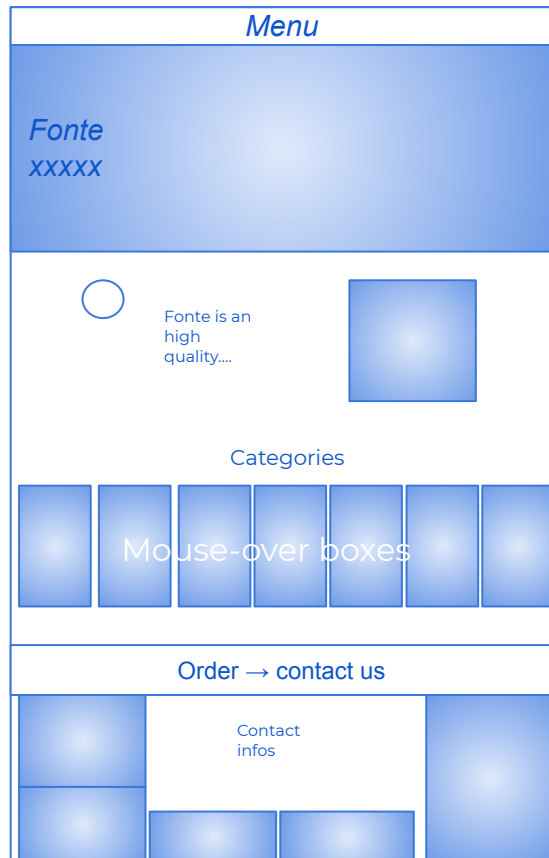 Menu
Fonte
xxxxx
Fonte is an
high
quality....
Categories
Mouse-over boxes
Order → contact us
Contact
infos